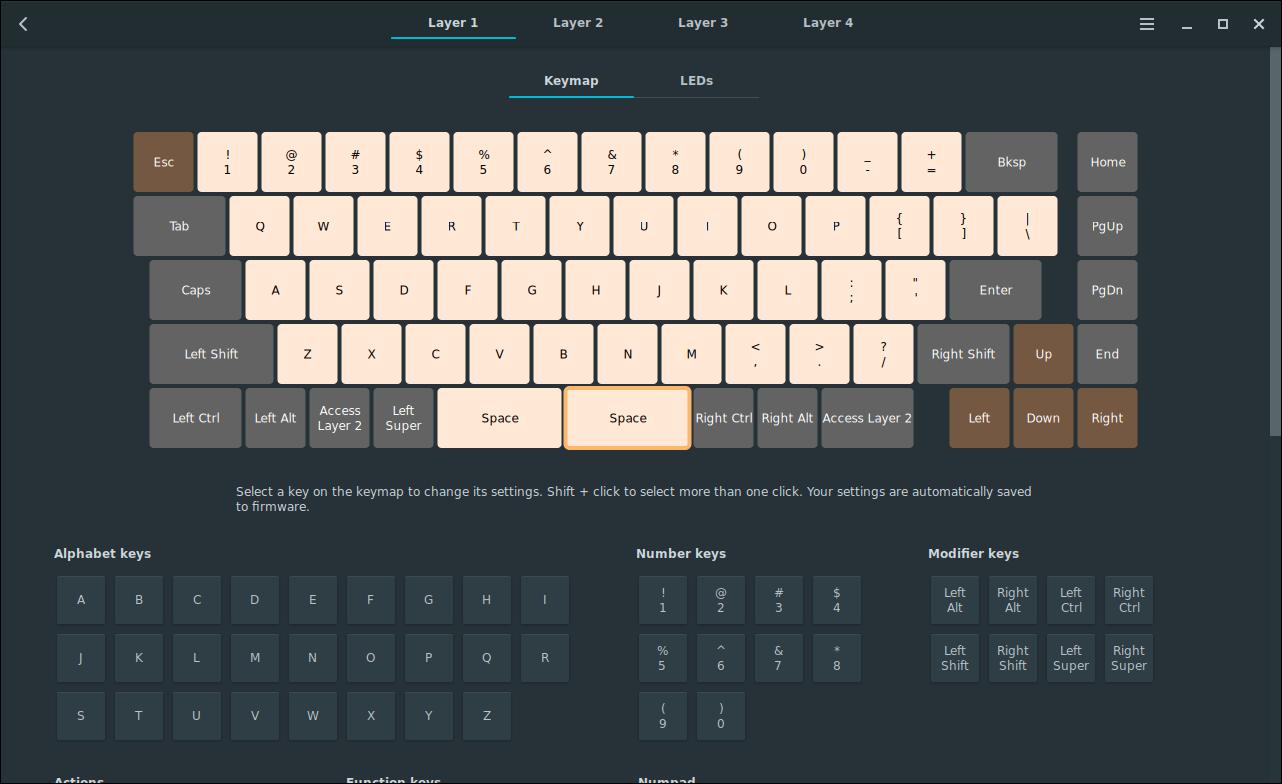 Layer 1 Layer 2 Layer 3 Layer 4
Keymap LEDs
Esc ! 1 @ 2 # 3 $ 4 % 5 ^ 6 & 7 * 8 ( 9 ) 0 _ - + = Bksp Home
Tab Q W E R T Y U I O P { [ } ] | \ PgUp
Caps A S D F G H J K L : ; " ' Enter PgDn
Left Shift Z X C V B N M < , > . ? / Right Shift Up End
Left Ctrl Left Alt Access Layer 2 Left Super Space Space Right Ctrl Right Alt Access Layer 2 Left Down Right
Select a key on the keymap to change its settings. Shift + click to select more than one click. Your settings are automatically saved
to firmware.
Alphabet keys Number keys Modifier keys
A B C D E F G H I ! 1 @ 2 # 3 $ 4 Left Alt Right Alt Left Ctrl Right Ctrl
J K L M N O P Q R % 5 ^ 6 & 7 * 8 Left Shift Right Shift Left Super Right Super
S T U V W X Y Z ( 9 ) 0
Actions Function keys Numpad